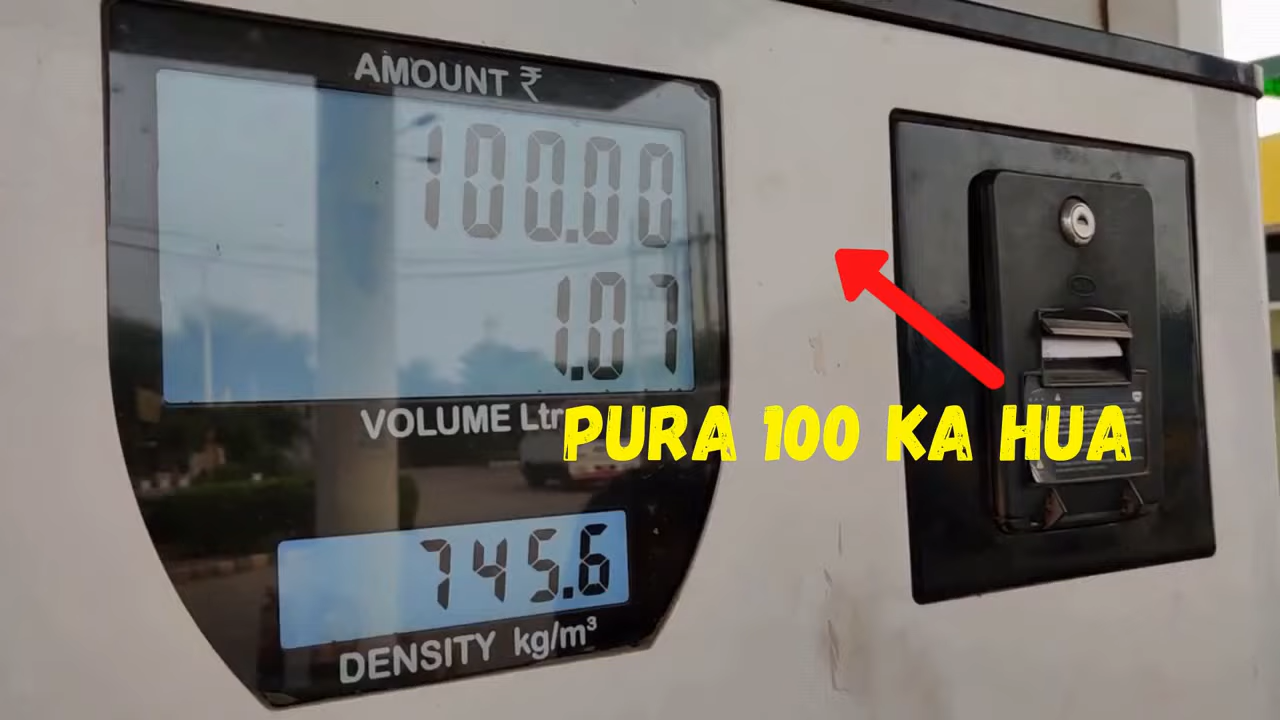 AMOUNT ₹
100.00
1.07
VOLUME Ltr
PURA 100 KA HUA
745.6
DENSITY kg/m³